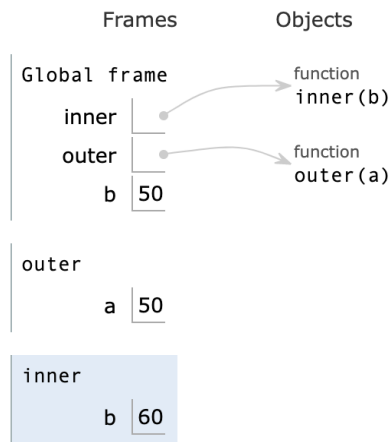 Frames Objects
Global frame
function
inner(b)
inner
outer
function
outer(a)
b 50
outer
a 50
inner
b 60